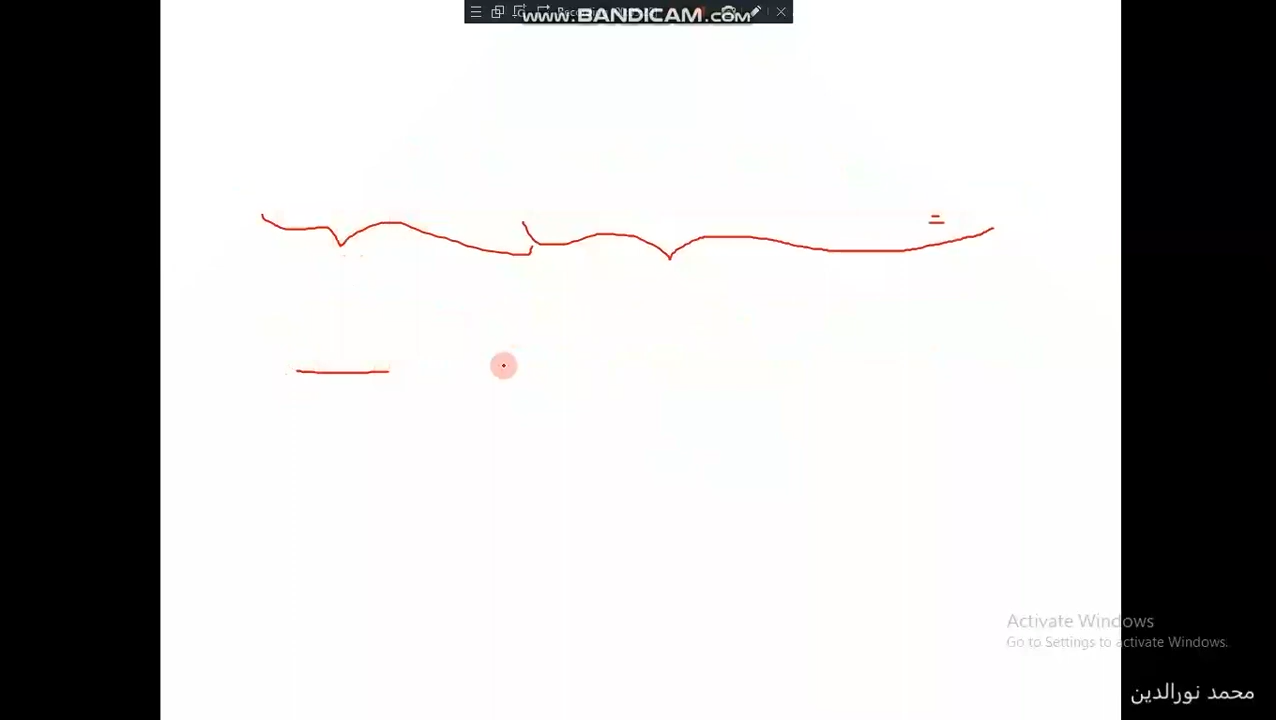 www.BANDICAM.com
Activate Windows
Go to Settings to activate Windows.
محمد نورالدين